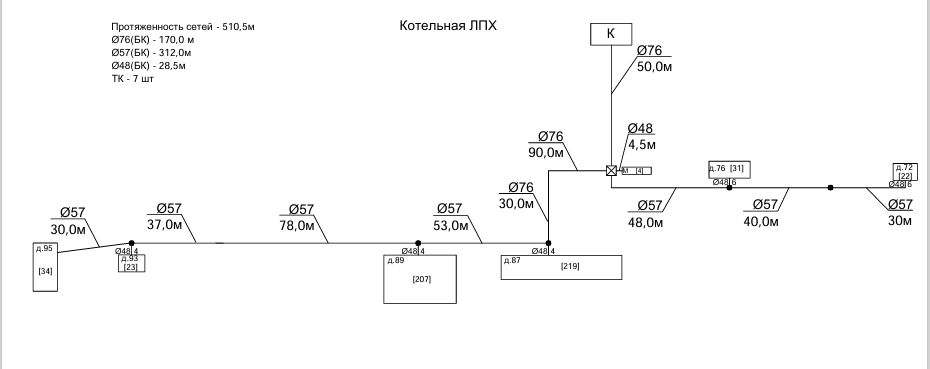 Протяженность сетей - 510,5м
Ø76(БК) - 170,0 м
Ø57(БК) - 312,0м
Ø48(БК) - 28,5м
ТК - 7 шт
Котельная ЛПХ
К
Ø76
50,0м
Ø48
4,5м
Ø76
90,0м
М [4]
д.76 [31]
Ø48|6
д.72
[22]
Ø48|6
Ø76
30,0м
Ø57
48,0м
Ø57
40,0м
Ø57
30м
Ø57
30,0м
Ø57
37,0м
Ø57
78,0м
Ø57
53,0м
д.95
[34]
Ø48|4
д.93
[23]
Ø48|4
д.89
[207]
Ø48|4
д.87
[219]